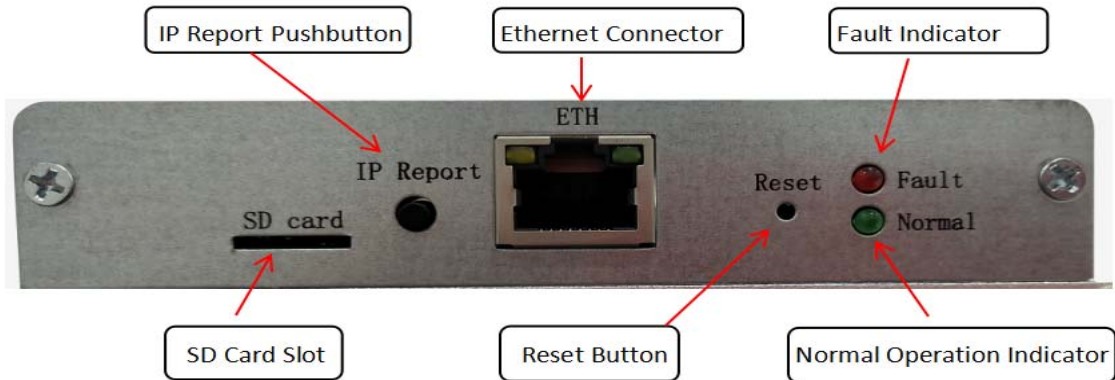 IP Report Pushbutton
Ethernet Connector
Fault Indicator
ETH
IP Report
Reset
Fault
SD card
Normal
SD Card Slot
Reset Button
Normal Operation Indicator